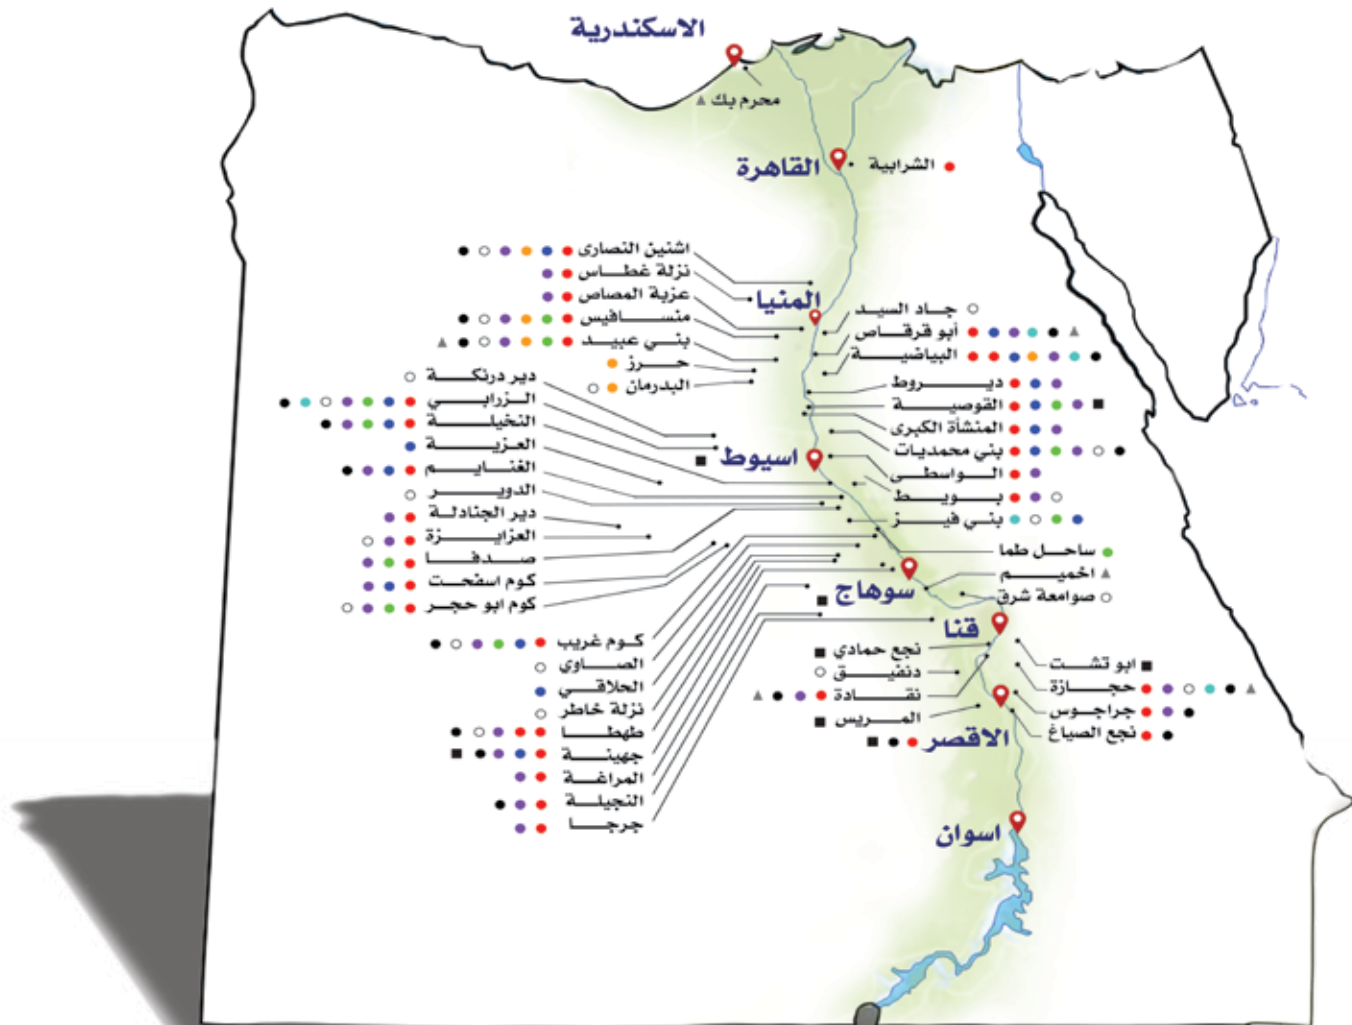 الاسكندرية
محرم بك
القاهرة
الشرابية
اشنين النصارى
نزلة غطاس
عزبة المصاص
منسافيس
بني عبيد
حرز
البدرمان
المنيا
جاد السيد
أبو قرقاص
البياضية
ديروط
القوصية
المنشأة الكبرى
بني محمديات
الواسطى
بويط
بني فيز
دير درنكة
الزرابي
النخيلة
العزية
الغنايم
الدوير
دير الجنادلة
العزايزة
صدفا
كوم اسفحت
كوم ابو حجر
اسيوط
ساحل طما
اخميم
صوامعة شرق
سوهاج
كوم غريب
الصاوي
الحلاقي
نزلة خاطر
طهطا
جهينة
المراغة
النجيلة
جرجا
قنا
نجع حمادي
دنفيق
نقادة
المريس
ابو تشت
حجازة
جراجوس
نجع الصياغ
الاقصر
اسوان